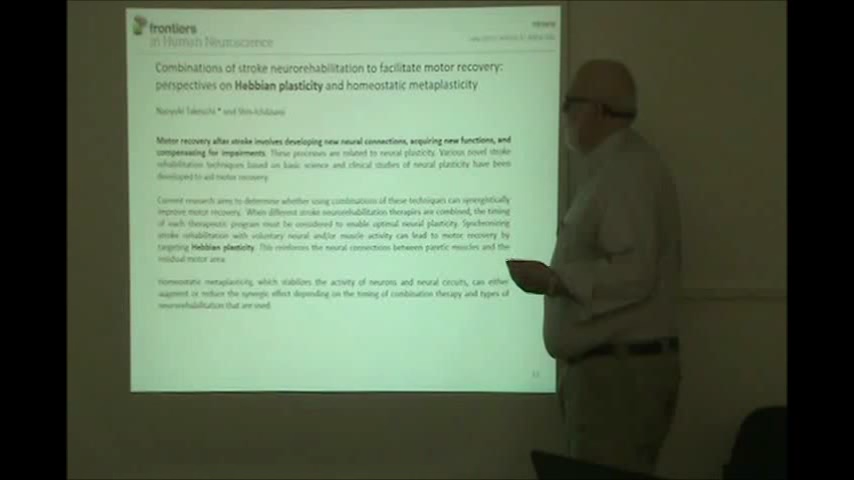 frontiers
in Human Neuroscience
Combinations of stroke neurorehabilitation to facilitate motor recovery:
perspectives on Hebbian plasticity and homeostatic metaplasticity
Naoyuki Takeuchi * and Shin-Ichi Izumi
Motor recovery after stroke involves developing new neural connections, acquiring new functions, and
compensating for impairments. These processes are related to neural plasticity. Various novel stroke
rehabilitation techniques based on basic science and clinical studies of neural plasticity have been
developed to aid motor recovery.
Current research aims to determine whether using combinations of these techniques can synergistically
improve motor recovery. When different stroke neurorehabilitation therapies are combined, the timing
of each therapeutic program must be considered to enable optimal neural plasticity. Synchronizing
stroke rehabilitation with voluntary neural and/or muscle activity can lead to motor recovery by
targeting Hebbian plasticity. This reinforces the neural connections between paretic muscles and the
residual motor area.
Homeostatic metaplasticity, which stabilizes the activity of neurons and neural circuits, can either
augment or reduce the synergic effect depending on the timing of combination therapy and types of
neurorehabilitation that are used.